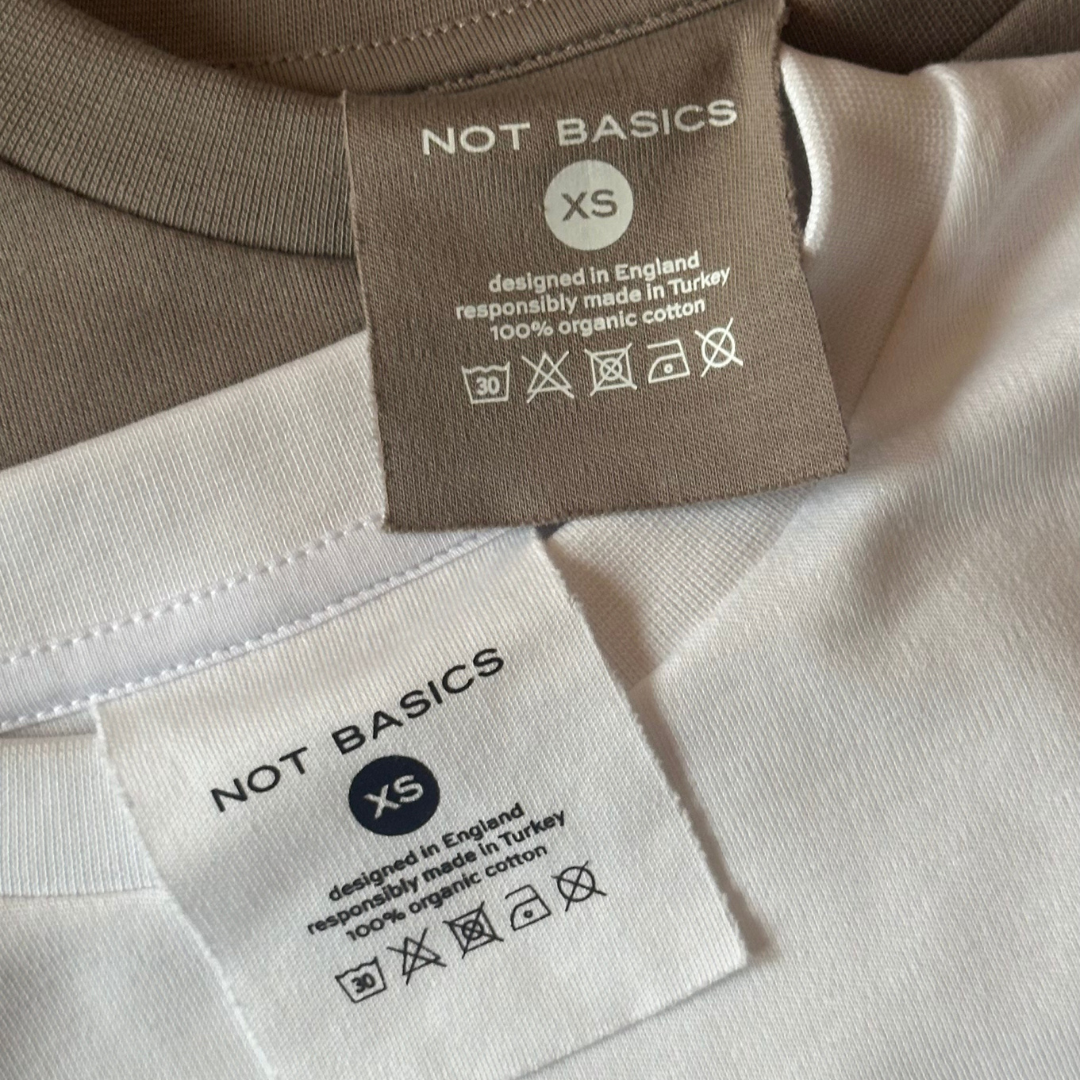 NOT BASICS
XS
designed in England
responsibly made in Turkey
100% organic cotton
30
NOT BASICS
XS
designed in England
responsibly made in Turkey
100% organic cotton
30